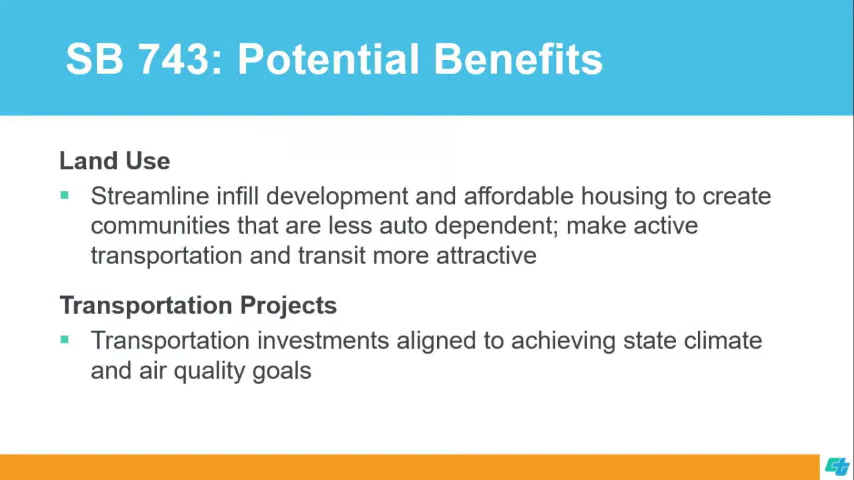 SB 743: Potential Benefits
Land Use
▪ Streamline infill development and affordable housing to create
communities that are less auto dependent; make active
transportation and transit more attractive
Transportation Projects
▪ Transportation investments aligned to achieving state climate
and air quality goals
ct